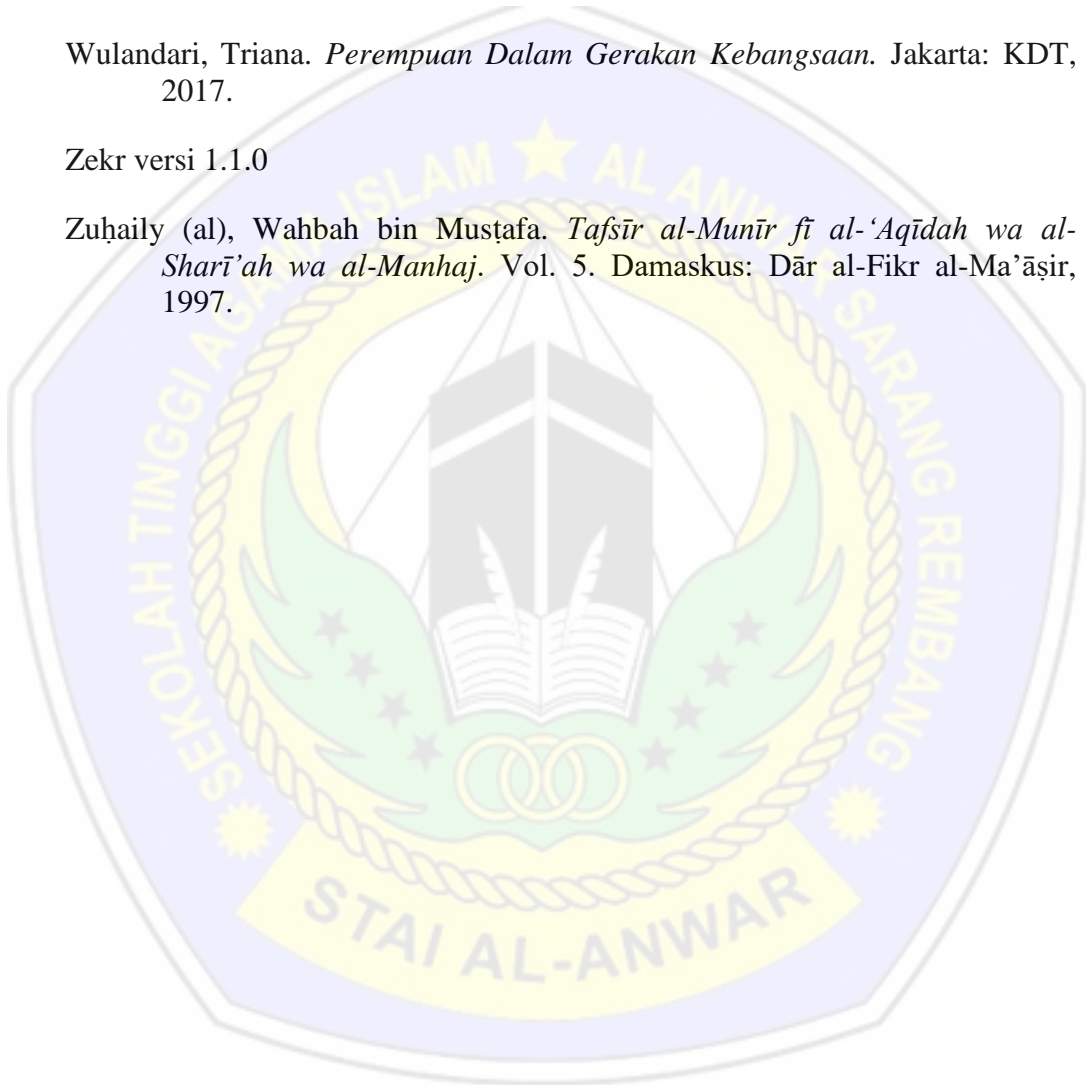 Wulandari, Triana. Perempuan Dalam Gerakan Kebangsaan. Jakarta: KDT,
2017.
Zekr versi 1.1.0
Zuḥaily (al), Wahbah bin Muṣṭafa. Tafsīr al-Munīr fī al-‘Aqīdah wa al-
Sharī’ah wa al-Manhaj. Vol. 5. Damaskus: Dār al-Fikr al-Ma’āṣir,
1997.
SEKOLAH TINGGI AGAMA ISLAM AL ANWAR SARANG REMBANG
STAI AL-ANWAR